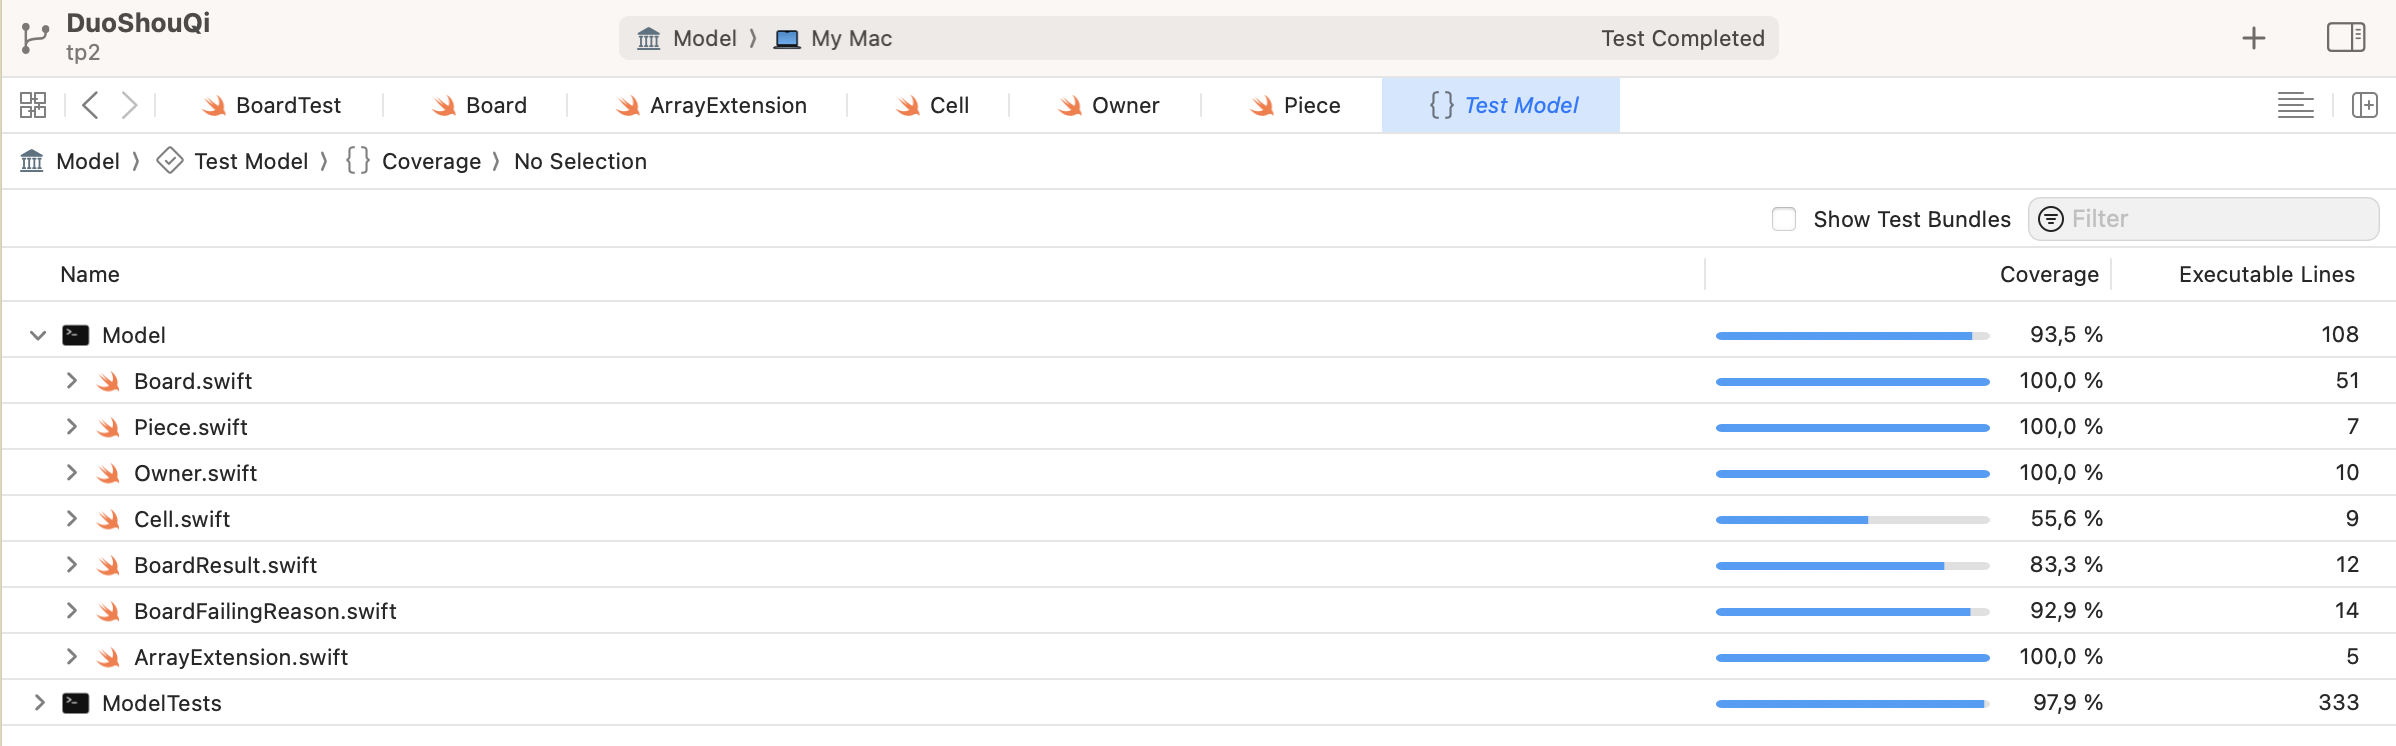 DuoShouQi
tp2
Model 〉 My Mac Test Completed
BoardTest Board ArrayExtension Cell Owner Piece {} Test Model
Model 〉 Test Model 〉 {} Coverage 〉 No Selection
Show Test Bundles Filter
Name Coverage Executable Lines
Model 93,5 % 108
Board.swift 100,0 % 51
Piece.swift 100,0 % 7
Owner.swift 100,0 % 10
Cell.swift 55,6 % 9
BoardResult.swift 83,3 % 12
BoardFailingReason.swift 92,9 % 14
ArrayExtension.swift 100,0 % 5
ModelTests 97,9 % 333